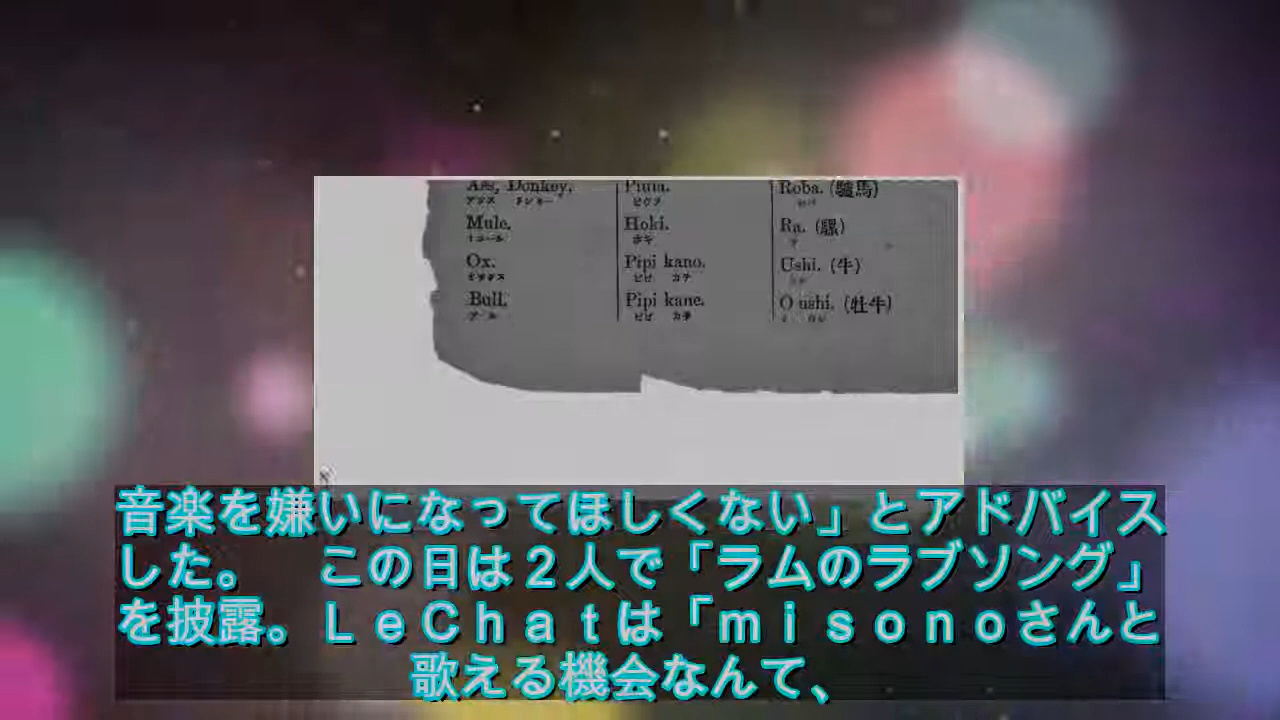 Ass, Donkey. Piula. Roba. (驢馬)
Mule. Hoki. Ra. (騾)
Ox. Pipi kano. Ushi. (牛)
Bull. Pipi kane. O ushi. (牡牛)
音楽を嫌いになってほしくない」とアドバイス
した。　この日は２人で「ラムのラブソング」
を披露。ＬｅＣｈａｔは「ｍｉｓｏｎｏさんと
歌える機会なんて、